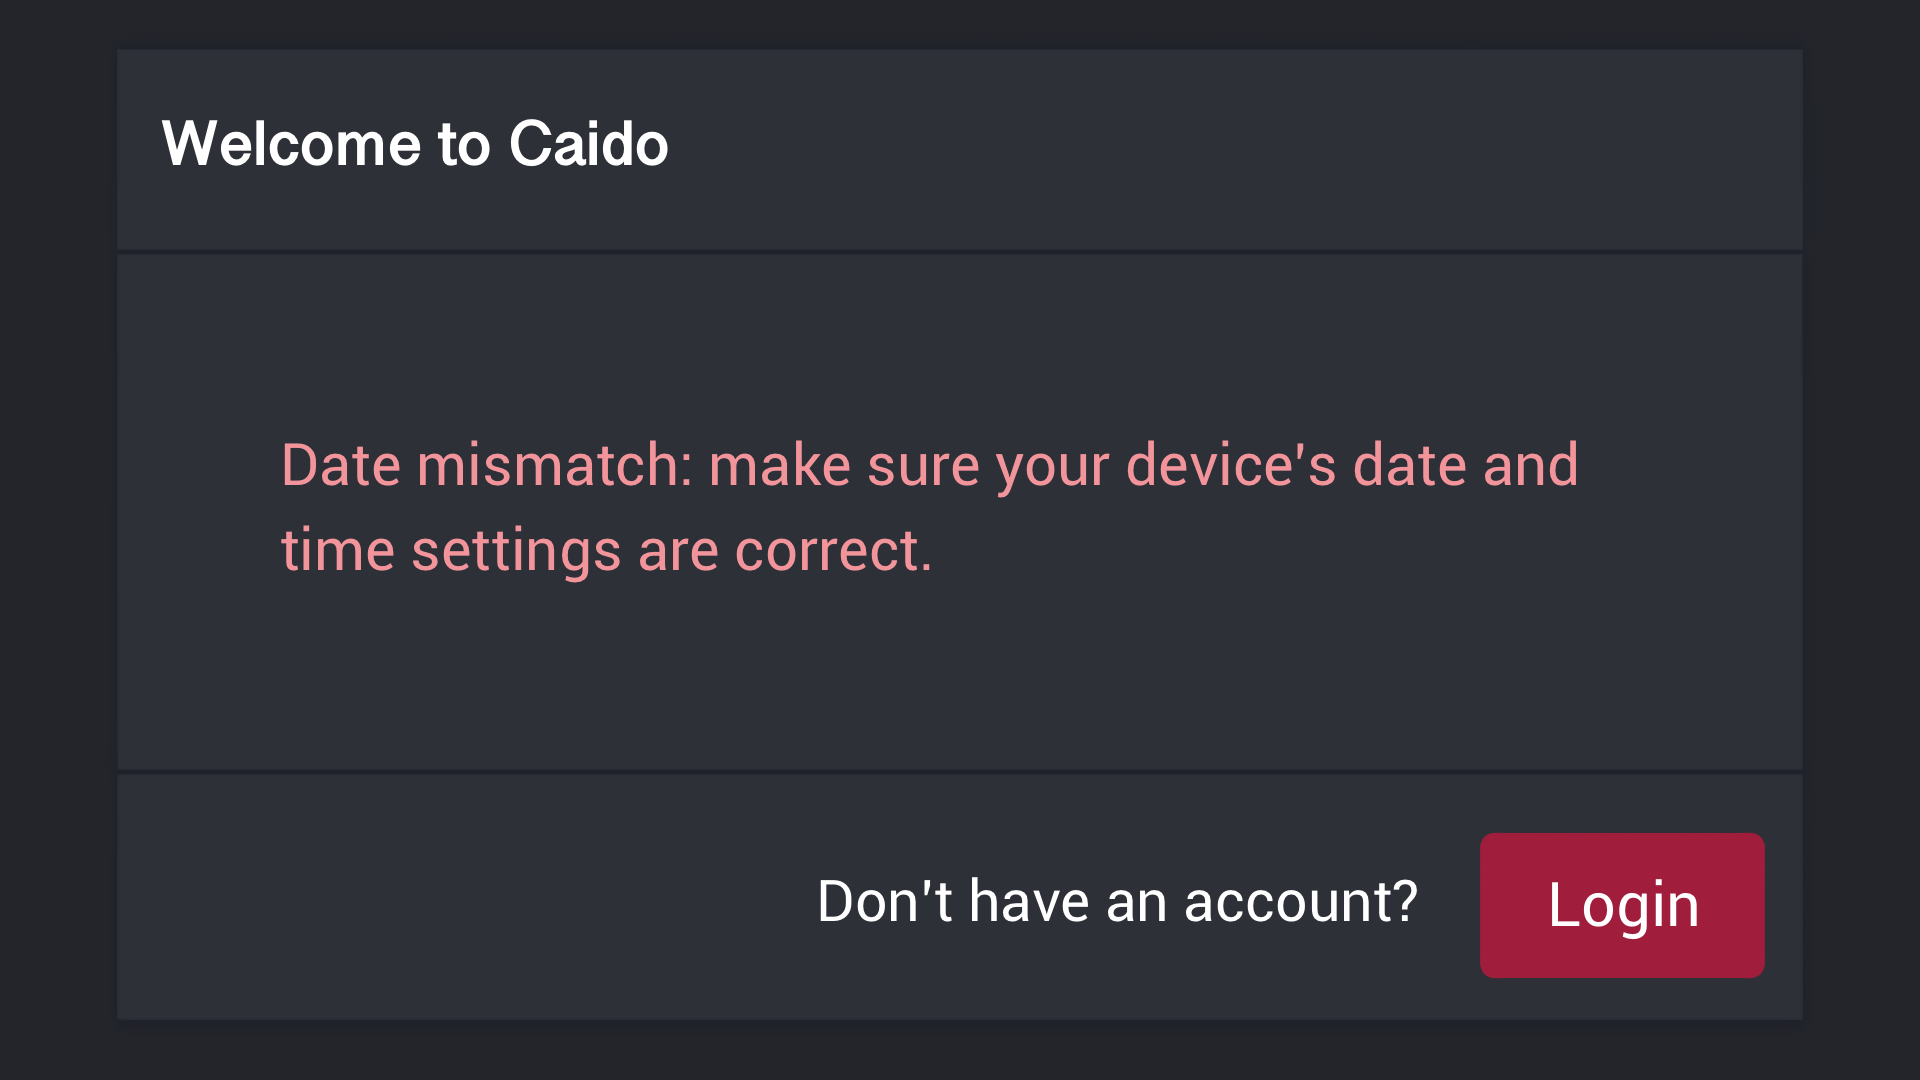 Welcome to Caido
Date mismatch: make sure your device's date and
time settings are correct.
Don't have an account?
Login